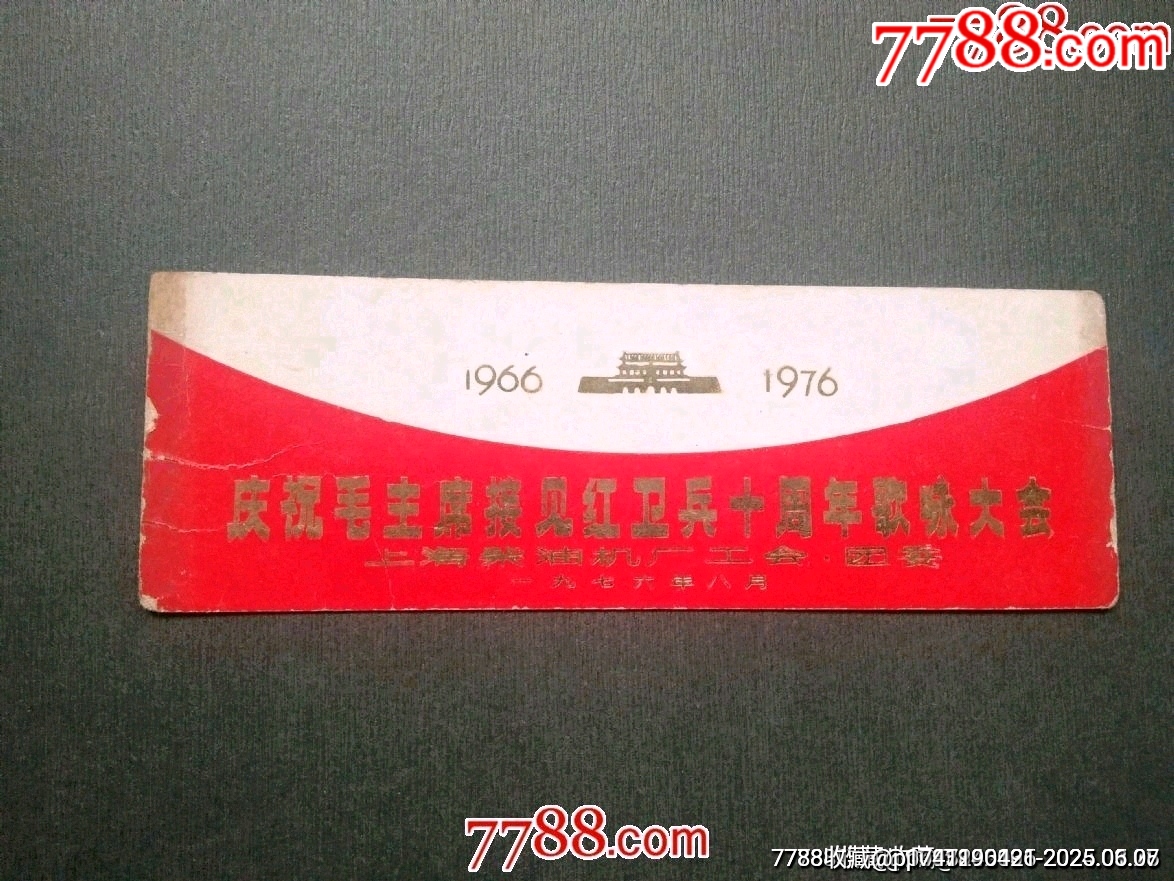 7788.com
1966 1976
庆祝毛主席接见红卫兵十周年歌咏大会
上海柴油机厂工会·团委
一九七六年八月
7788.com